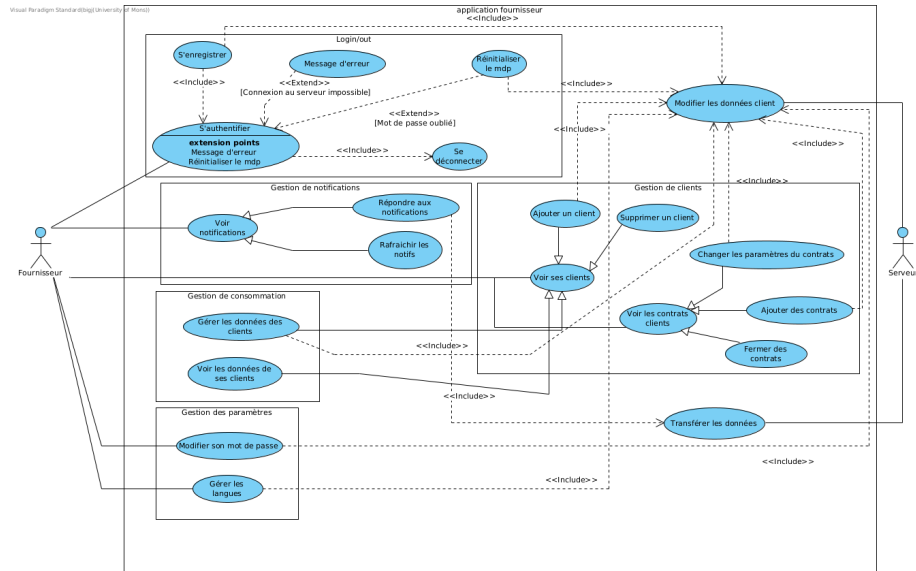 Visual Paradigm Standard(big(University of Mons))
application fournisseur
<<Include>>
Login/out
S'enregistrer
Message d'erreur
Réinitialiser
le mdp
<<Include>>
<<Extend>>
[Connexion au serveur impossible]
<<Include>>
Modifier les données client
<<Extend>>
[Mot de passe oublié]
<<Include>>
S'authentifier
extension points
Message d'erreur
Réinitialiser le mdp
<<Include>>
Se
déconnecter
<<Include>>
<<Include>>
Gestion de notifications
Gestion de clients
Répondre aux
notifications
Voir
notifications
Rafraichir les
notifs
Ajouter un client
Supprimer un client
Changer les paramètres du contrats
Fournisseur
Serveu
Voir ses clients
Gestion de consommation
Gérer les données des
clients
Voir les contrats
clients
Ajouter des contrats
<<Include>>
Fermer des
contrats
Voir les données de
ses clients
<<Include>>
Gestion des paramètres
Transférer les données
Modifier son mot de passe
<<Include>>
Gérer les
langues
<<Include>>